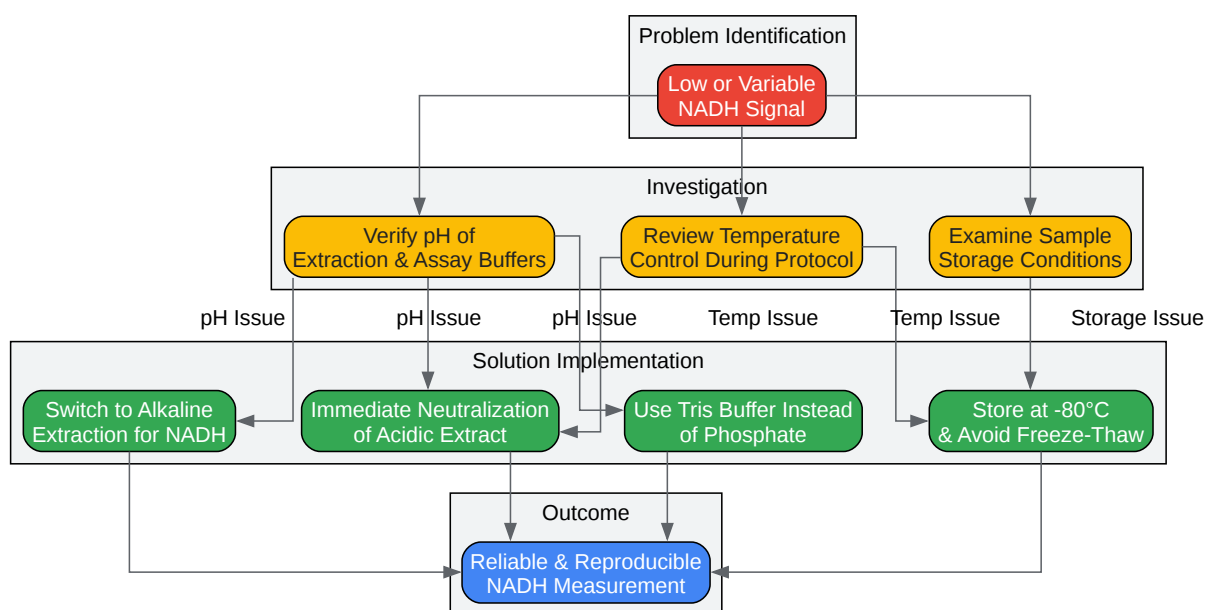 Problem Identification
Low or Variable
NADH Signal
Investigation
Verify pH of
Extraction & Assay Buffers
Review Temperature
Control During Protocol
Examine Sample
Storage Conditions
pH Issue
pH Issue
pH Issue
Temp Issue
Temp Issue
Storage Issue
Solution Implementation
Switch to Alkaline
Extraction for NADH
Immediate Neutralization
of Acidic Extract
Use Tris Buffer Instead
of Phosphate
Store at -80°C
& Avoid Freeze-Thaw
Outcome
Reliable & Reproducible
NADH Measurement